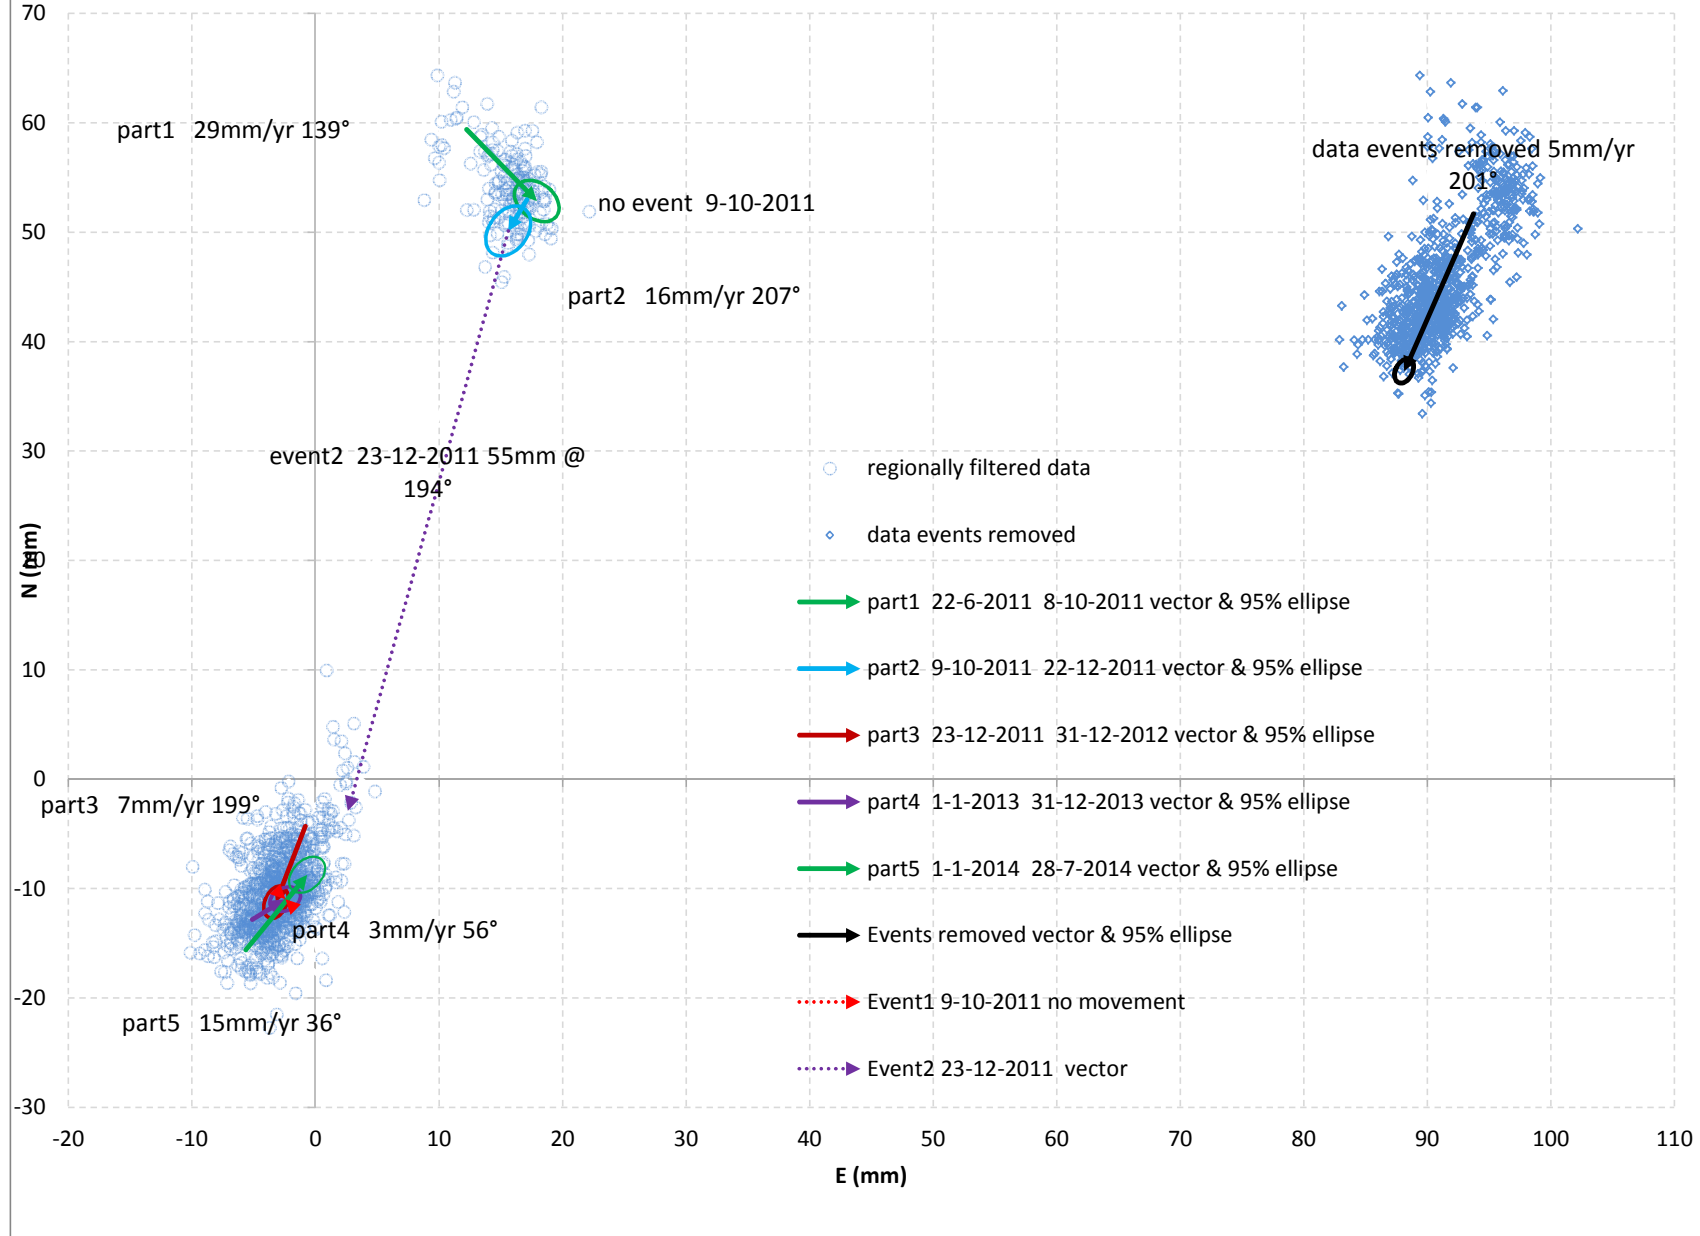 70
60
50
40
30
20
10
0
-10
-20
-30
N (mm)
-20 -10 0 10 20 30 40 50 60 70 80 90 100 110
E (mm)
part1 29mm/yr 139°
no event 9-10-2011
part2 16mm/yr 207°
event2 23-12-2011 55mm @
194°
data events removed 5mm/yr
201°
part3 7mm/yr 199°
part4 3mm/yr 56°
part5 15mm/yr 36°
regionally filtered data
data events removed
part1 22-6-2011 8-10-2011 vector & 95% ellipse
part2 9-10-2011 22-12-2011 vector & 95% ellipse
part3 23-12-2011 31-12-2012 vector & 95% ellipse
part4 1-1-2013 31-12-2013 vector & 95% ellipse
part5 1-1-2014 28-7-2014 vector & 95% ellipse
Events removed vector & 95% ellipse
Event1 9-10-2011 no movement
Event2 23-12-2011 vector